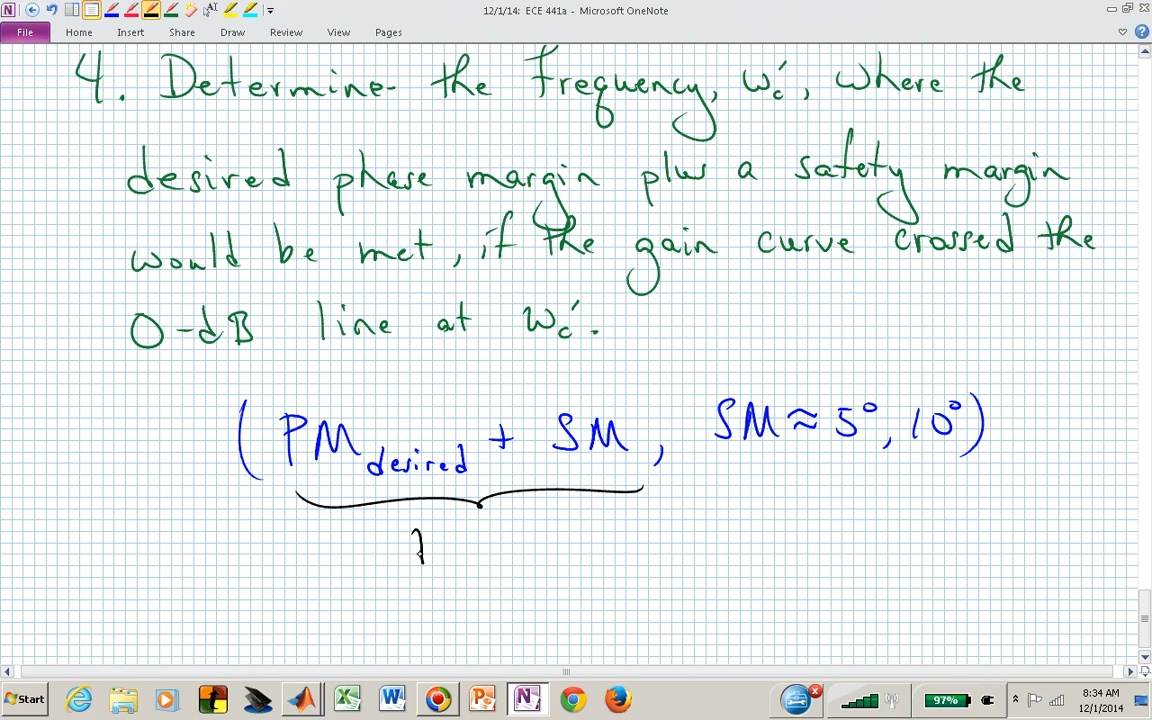 12/1/14: ECE 441a - Microsoft OneNote
File Home Insert Share Draw Review View Pages
4. Determine the frequency, ωc', where the
desired phase margin plus a safety margin
would be met, if the gain curve crossed the
0-dB line at ωc'.
(PM desired + SM, SM ≈ 5°, 10°)
Start
97%
8:34 AM
12/1/2014